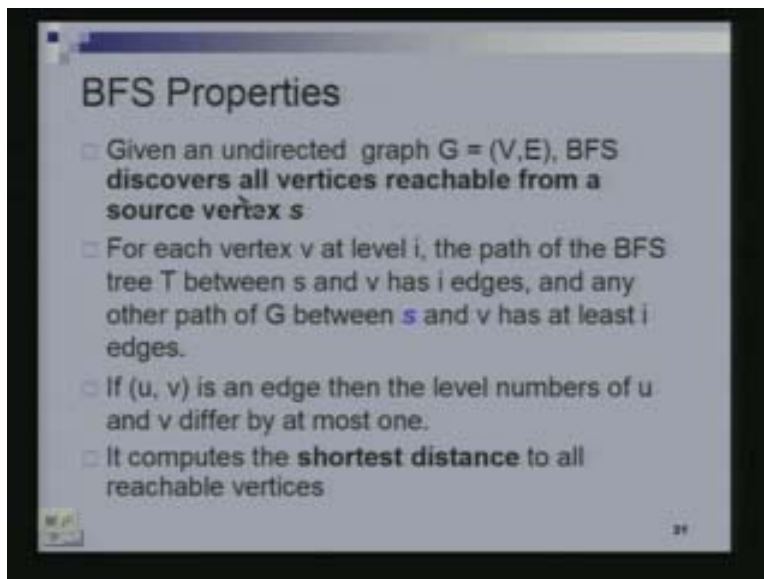 BFS Properties
Given an undirected graph G = (V,E), BFS
discovers all vertices reachable from a
source vertex s
For each vertex v at level i, the path of the BFS
tree T between s and v has i edges, and any
other path of G between s and v has at least i
edges.
If (u, v) is an edge then the level numbers of u
and v differ by at most one.
It computes the shortest distance to all
reachable vertices